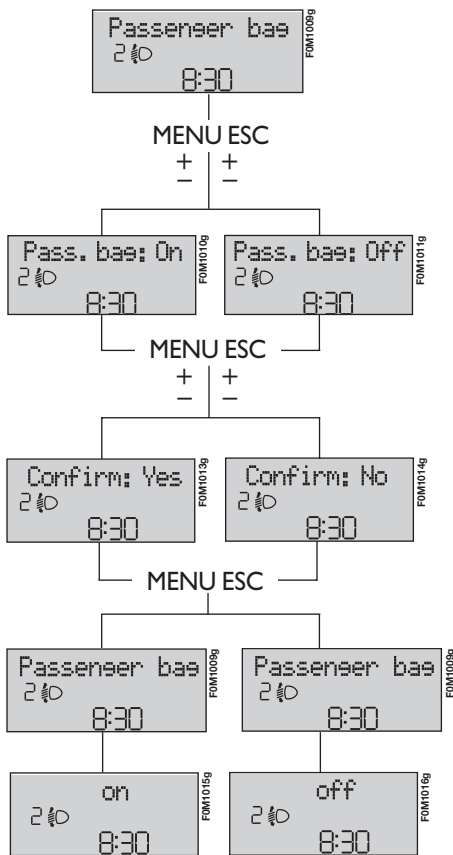 Passenger bag
2
8:30
F0M1009g
MENU ESC
+ +
– –
Pass. bag: On
2
8:30
F0M1010g
Pass. bag: Off
2
8:30
F0M1011g
MENU ESC
+ +
– –
Confirm: Yes
2
8:30
F0M1013g
Confirm: No
2
8:30
F0M1014g
MENU ESC
Passenger bag
2
8:30
F0M1009g
Passenger bag
2
8:30
F0M1009g
on
2
8:30
F0M1015g
off
2
8:30
F0M1016g